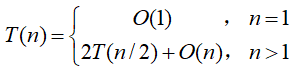 T(n)={ O(1) , n=1
2T(n/2)+O(n), n>1